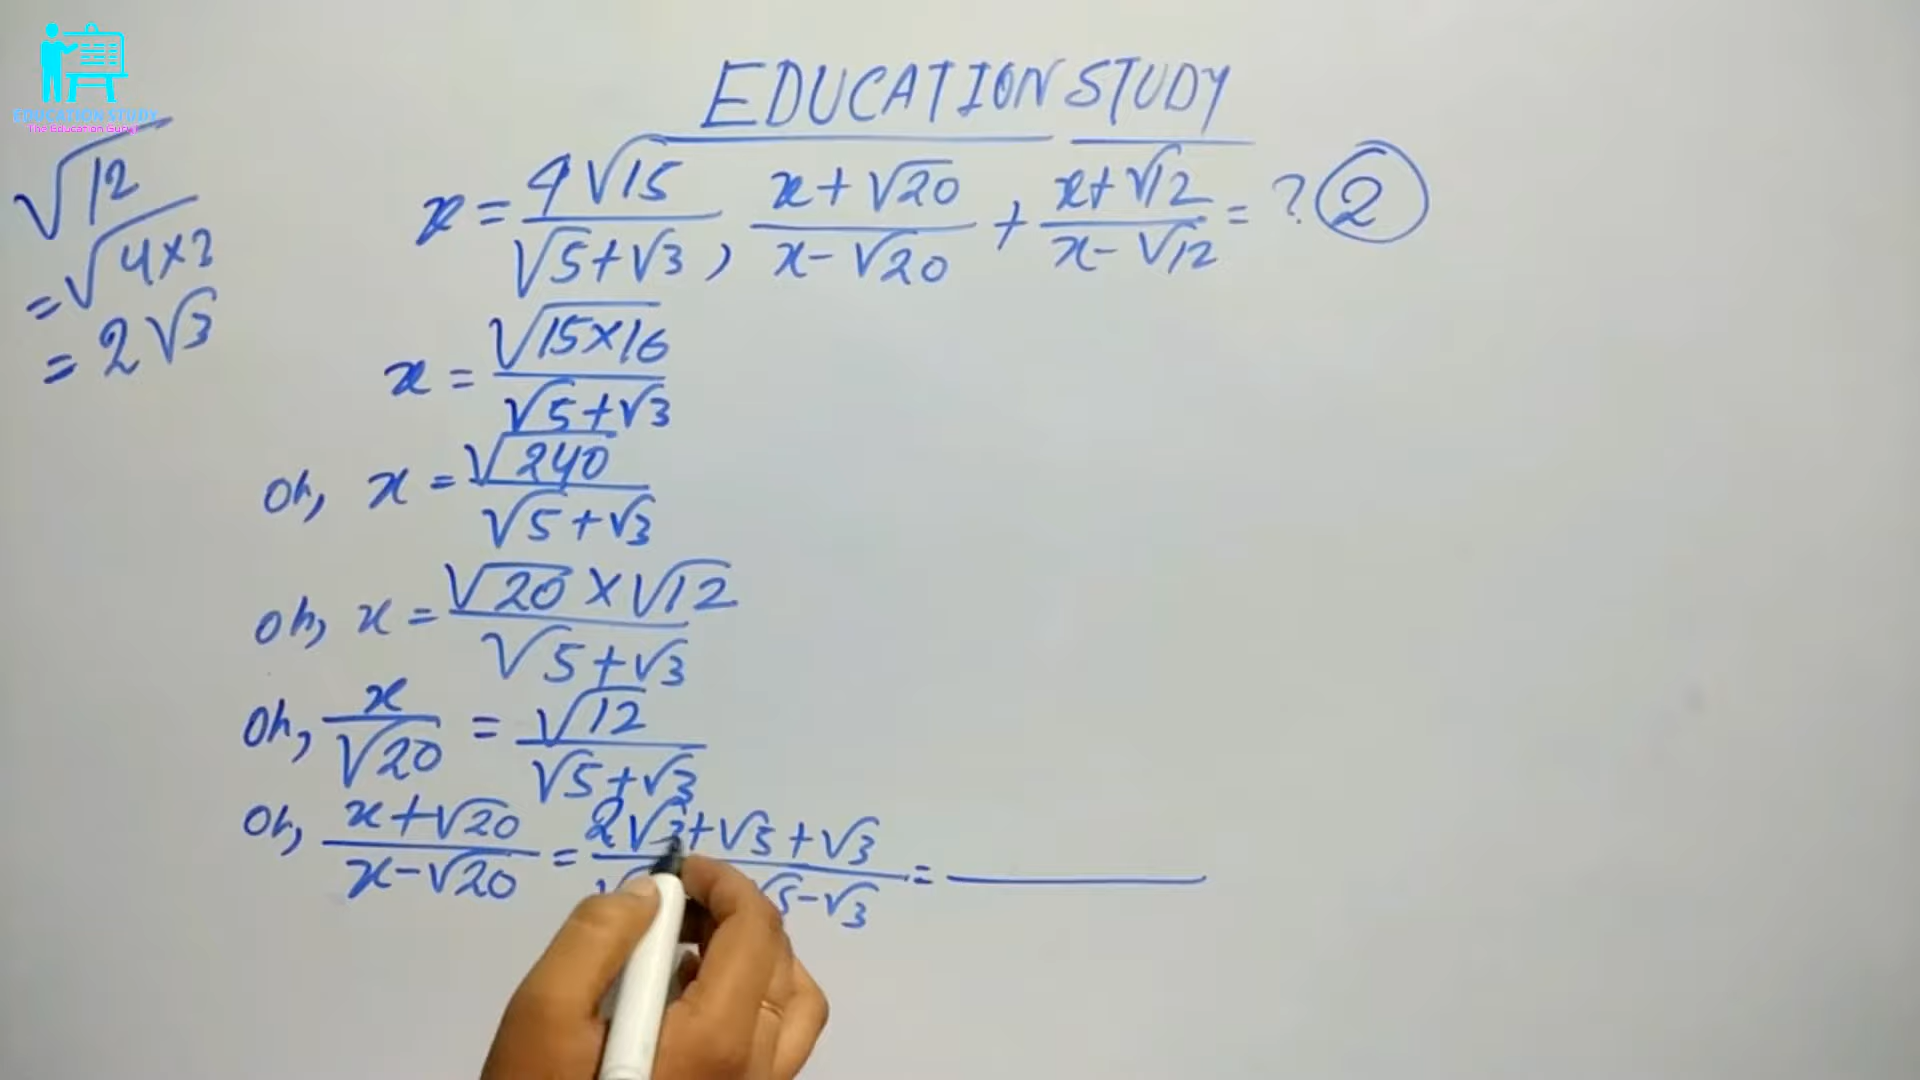 EDUCATION STUDY
The Education Guru
EDUCATION STUDY
√12
= √4×3
= 2√3
x = 4√15 / √5+√3 , x+√20 / x-√20 + x+√12 / x-√12 = ? 2
x = √15×16 / √5+√3
Or, x = √240 / √5+√3
Or, x = √20 × √12 / √5+√3
Or, x / √20 = √12 / √5+√3
Or, x+√20 / x-√20 = 2√3+√5+√3 / √5-√3 =